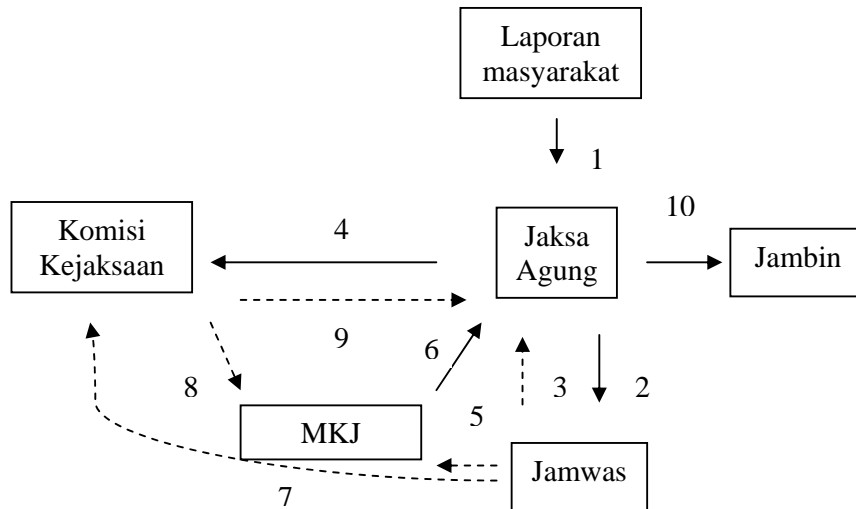 Laporan
masyarakat
1
10
Komisi
Kejaksaan
4
Jaksa
Agung
Jambin
9
6
8
3
2
5
MKJ
Jamwas
7